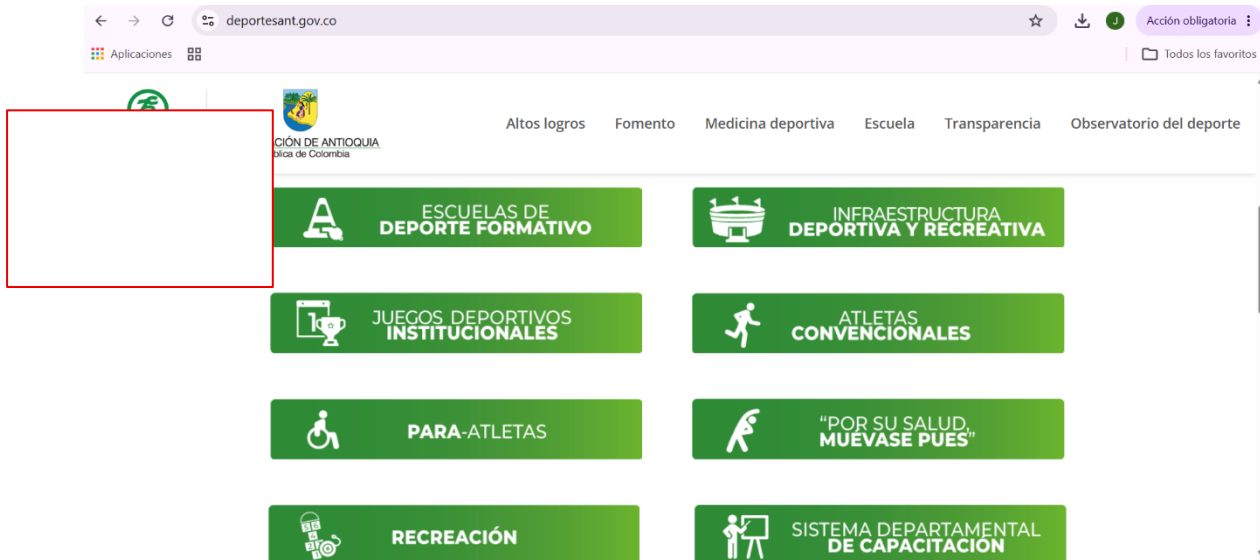 deportesant.gov.co
Acción obligatoria
Aplicaciones
Todos los favoritos
CIÓN DE ANTIOQUIA
blica de Colombia
Altos logros Fomento Medicina deportiva Escuela Transparencia Observatorio del deporte
ESCUELAS DE
DEPORTE FORMATIVO
INFRAESTRUCTURA
DEPORTIVA Y RECREATIVA
JUEGOS DEPORTIVOS
INSTITUCIONALES
ATLETAS
CONVENCIONALES
PARA-ATLETAS
“POR SU SALUD,
MUÉVASE PUES”
RECREACIÓN
SISTEMA DEPARTAMENTAL
DE CAPACITACIÓN